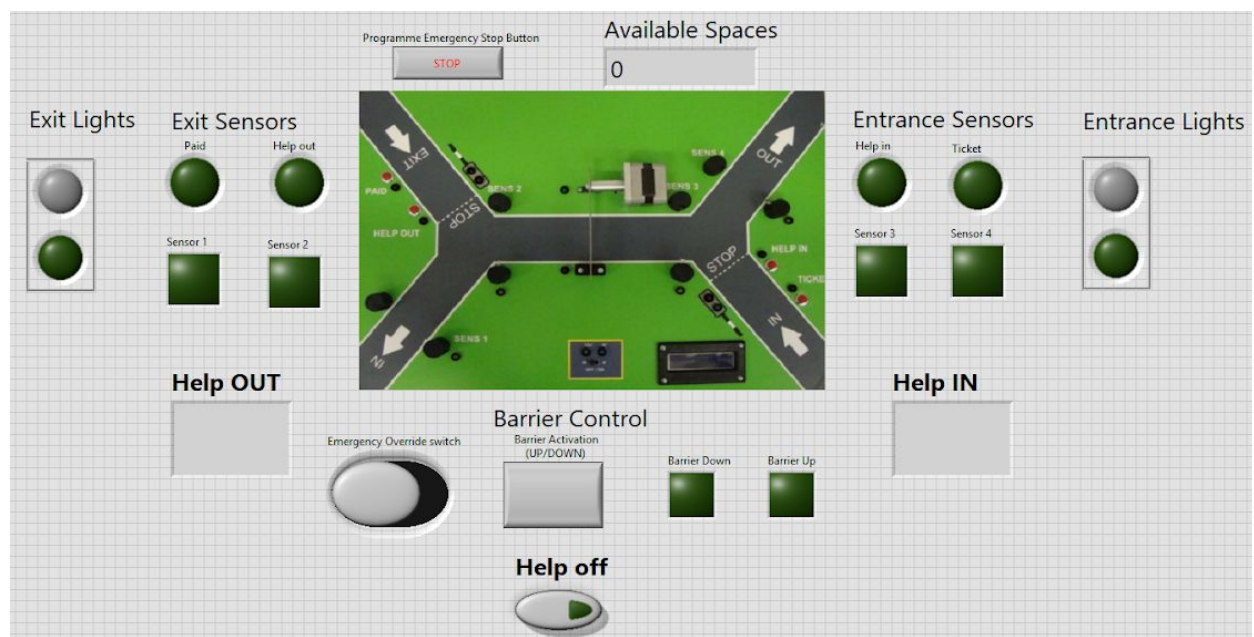 Programme Emergency Stop Button
STOP
Available Spaces
0
Exit Lights
Exit Sensors
Paid
Help out
Sensor 1
Sensor 2
EXIT
OUT
SENS 4
SENS 2
SENS 3
PAID
STOP
HELP OUT
STOP
HELP IN
TICKE
SENS 1
IN
IN
Entrance Sensors
Help in
Ticket
Sensor 3
Sensor 4
Entrance Lights
Help OUT
Help IN
Barrier Control
Emergency Override switch
Barrier Activation
(UP/DOWN)
Barrier Down
Barrier Up
Help off